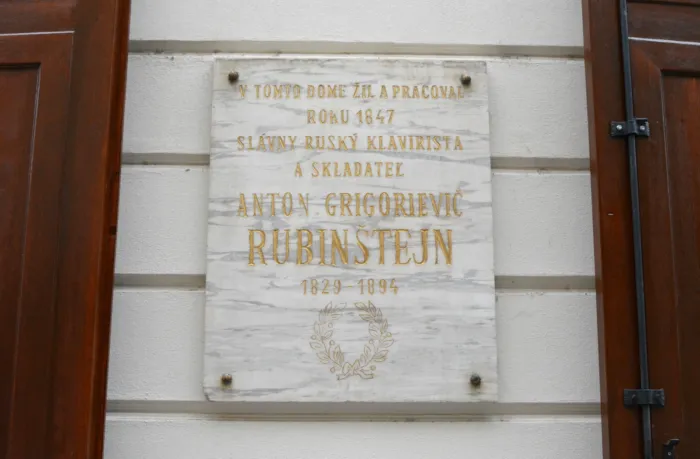 V TOMTO DOME ŽIL A PRACOVAL
ROKU 1847
SLÁVNY RUSKÝ KLAVIRISTA
A SKLADATEĽ
ANTON GRIGORIEVIČ
RUBINŠTEJN
1829-1894